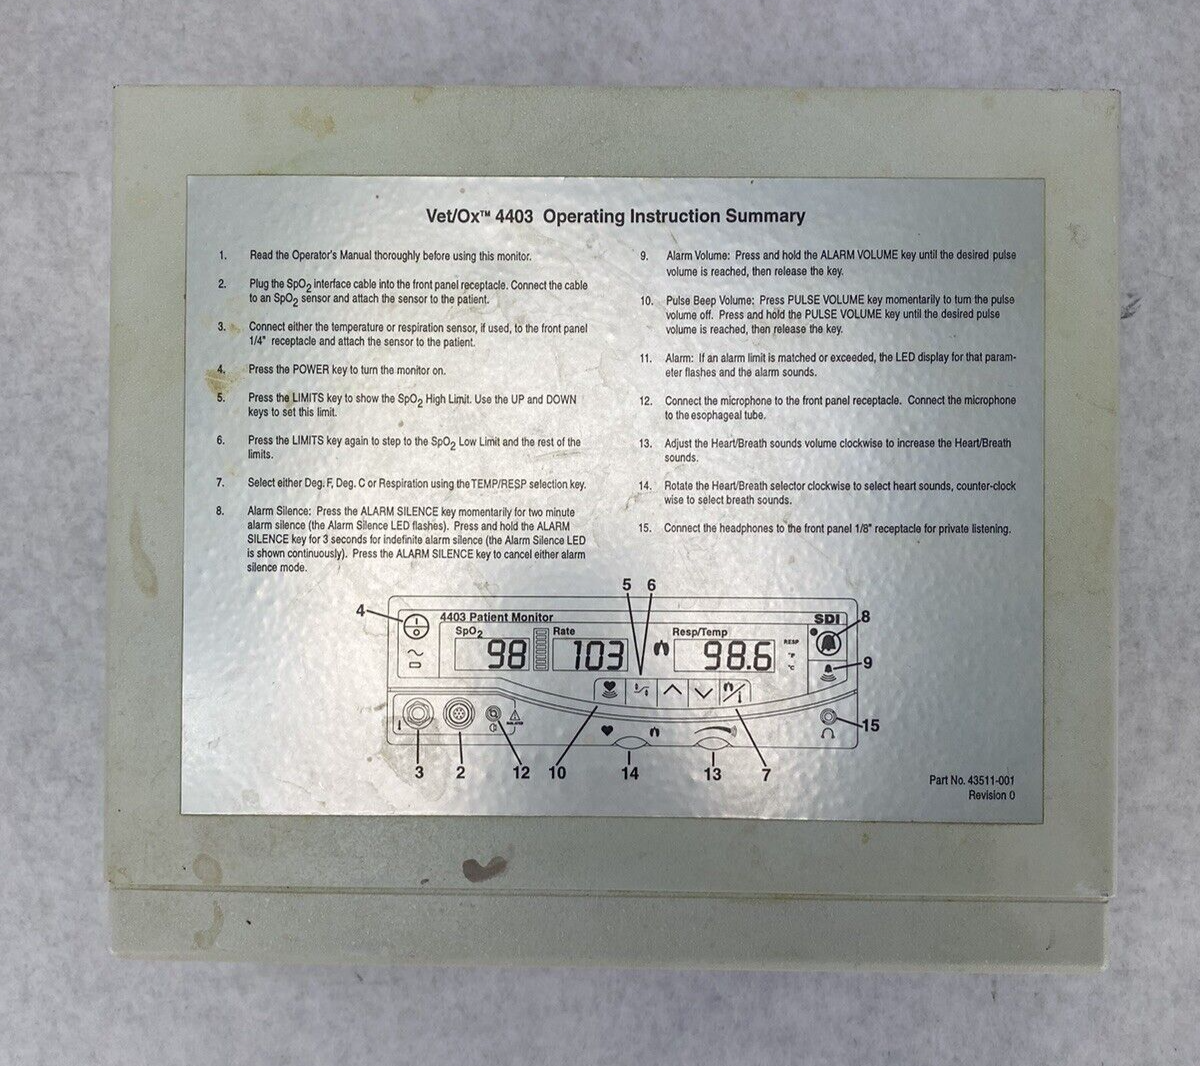 Vet/Ox™ 4403 Operating Instruction Summary
1. Read the Operator's Manual thoroughly before using this monitor.
2. Plug the SpO2 interface cable into the front panel receptacle. Connect the cable
to an SpO2 sensor and attach the sensor to the patient.
3. Connect either the temperature or respiration sensor, if used, to the front panel
1/4" receptacle and attach the sensor to the patient.
4. Press the POWER key to turn the monitor on.
5. Press the LIMITS key to show the SpO2 High Limit. Use the UP and DOWN
keys to set this limit.
6. Press the LIMITS key again to step to the SpO2 Low Limit and the rest of the
limits.
7. Select either Deg. F, Deg. C or Respiration using the TEMP/RESP selection key.
8. Alarm Silence: Press the ALARM SILENCE key momentarily for two minute
alarm silence (the Alarm Silence LED flashes). Press and hold the ALARM
SILENCE key for 3 seconds for indefinite alarm silence (the Alarm Silence LED
is shown continuously). Press the ALARM SILENCE key to cancel either alarm
silence mode.
9. Alarm Volume: Press and hold the ALARM VOLUME key until the desired pulse
volume is reached, then release the key.
10. Pulse Beep Volume: Press PULSE VOLUME key momentarily to turn the pulse
volume off. Press and hold the PULSE VOLUME key until the desired pulse
volume is reached, then release the key.
11. Alarm: If an alarm limit is matched or exceeded, the LED display for that param-
eter flashes and the alarm sounds.
12. Connect the microphone to the front panel receptacle. Connect the microphone
to the esophageal tube.
13. Adjust the Heart/Breath sounds volume clockwise to increase the Heart/Breath
sounds.
14. Rotate the Heart/Breath selector clockwise to select heart sounds, counter-clock
wise to select breath sounds.
15. Connect the headphones to the front panel 1/8" receptacle for private listening.
5 6
4 4403 Patient Monitor SDI 8
SpO2 Rate Resp/Temp
98 103 98.6 RESP
°F
°C
9
15
3 2 12 10 14 13 7
Part No. 43511-001
Revision 0